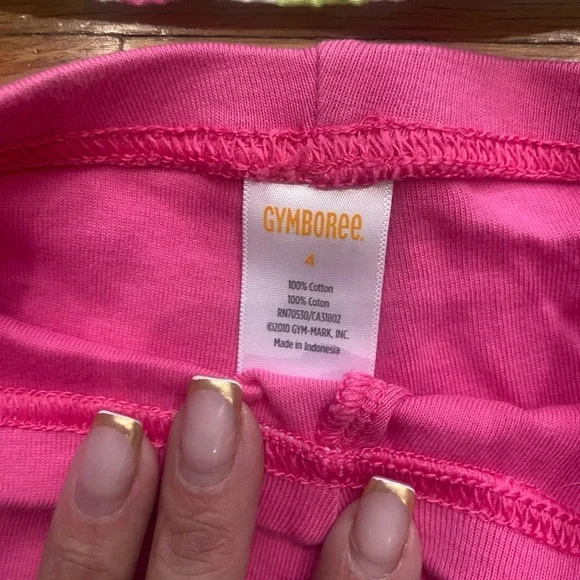 GYMBOREE
4
100% Cotton
100% Coton
RN70530/CA31802
©2010 GYM-MARK, INC.
Made in Indonesia